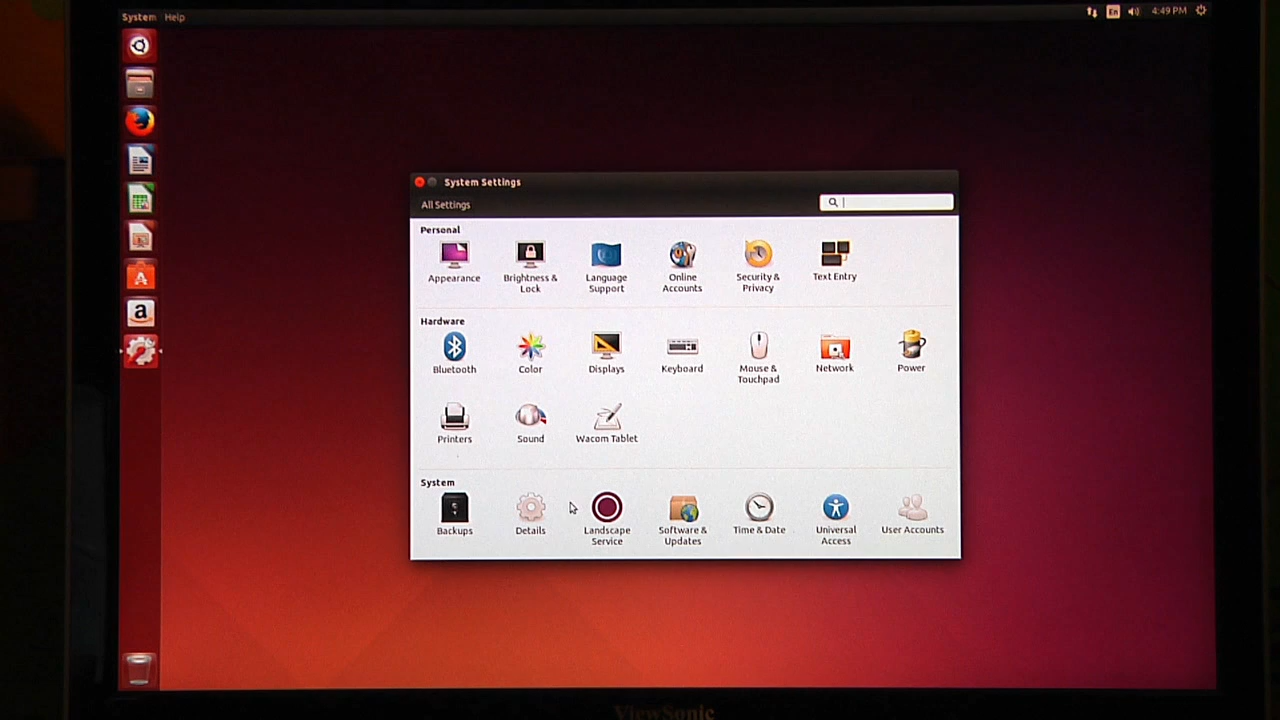 System Help
En
4:49 PM
System Settings
All Settings
Personal
Appearance
Brightness &
Lock
Language
Support
Online
Accounts
Security &
Privacy
Text Entry
Hardware
Bluetooth
Color
Displays
Keyboard
Mouse &
Touchpad
Network
Power
Printers
Sound
Wacom Tablet
System
Backups
Details
Landscape
Service
Software &
Updates
Time & Date
Universal
Access
User Accounts
a
ViewSonic